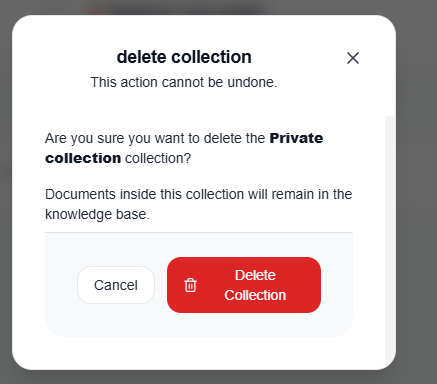 delete collection
This action cannot be undone.
Are you sure you want to delete the Private
collection collection?
Documents inside this collection will remain in the
knowledge base.
Cancel
Delete
Collection